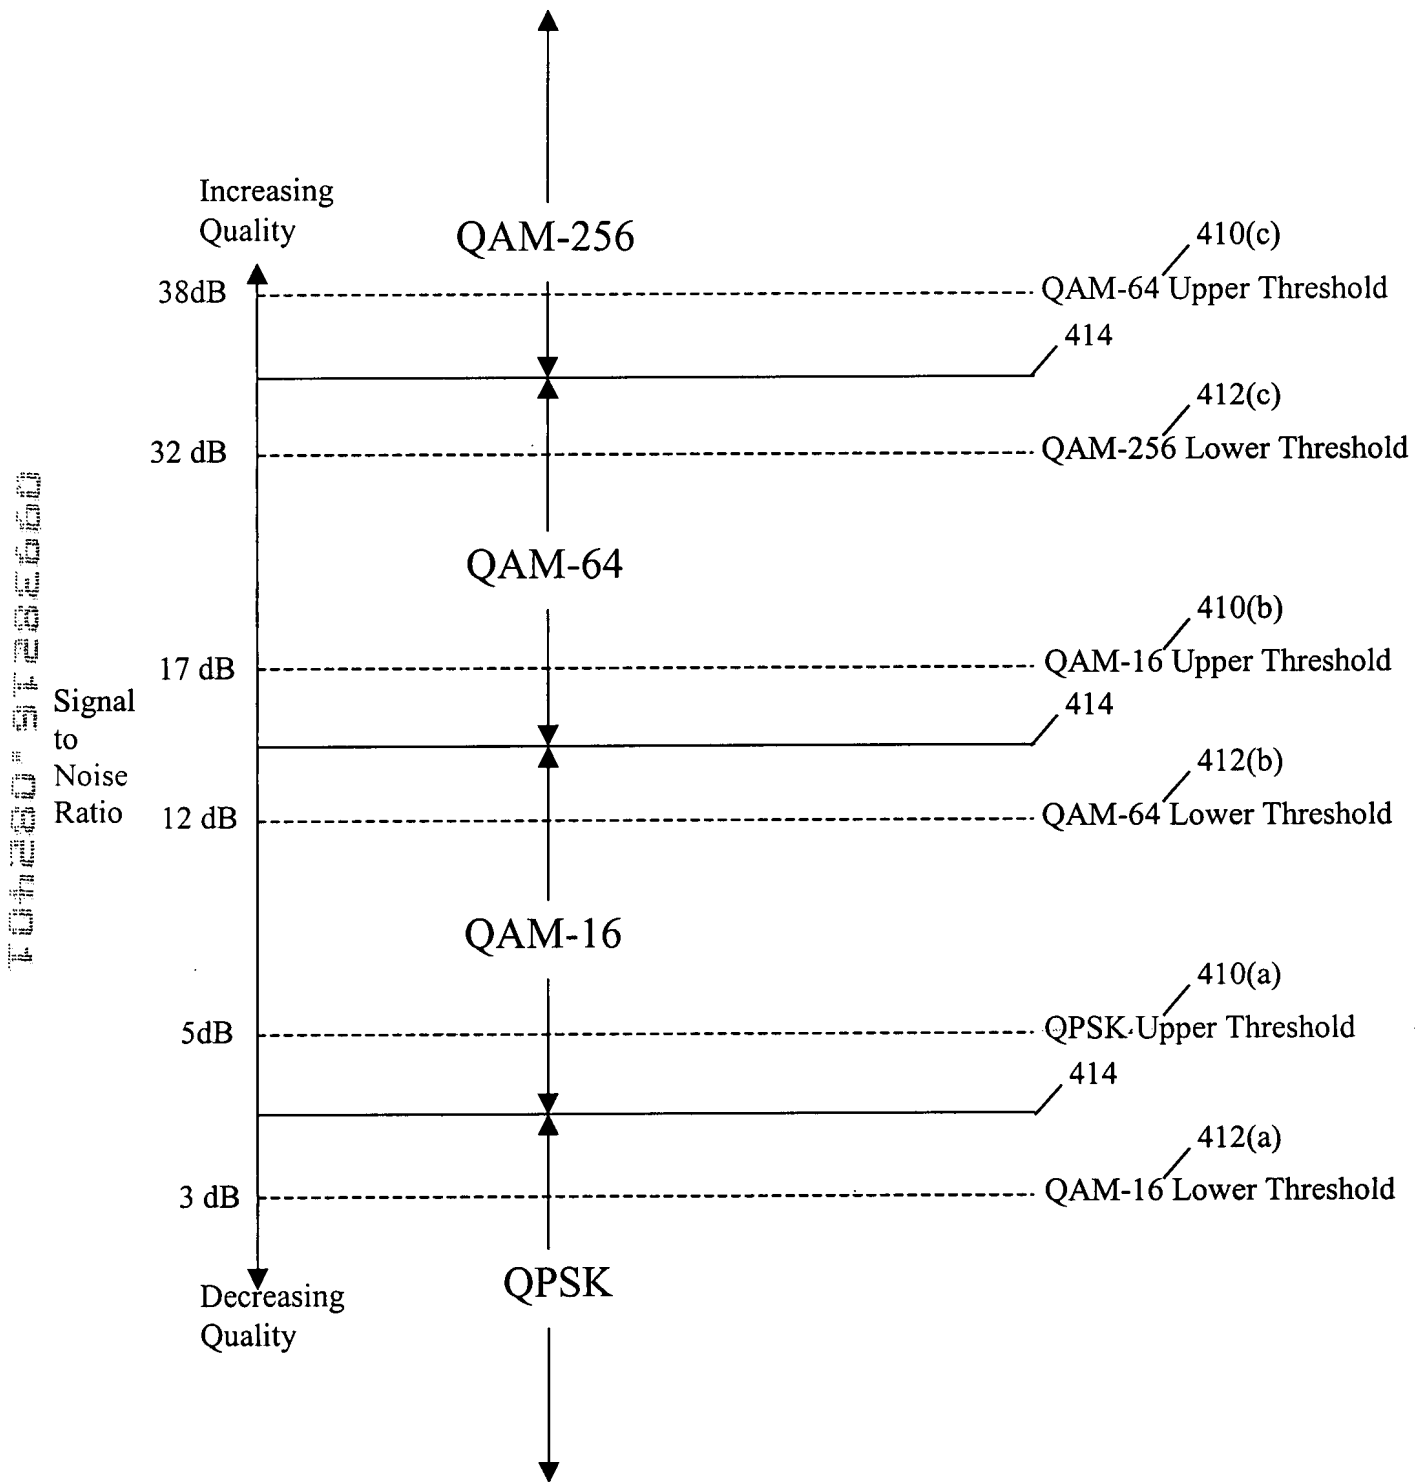 Increasing
Quality
QAM-256
410(c)
38dB
QAM-64 Upper Threshold
414
412(c)
32 dB
QAM-256 Lower Threshold
QAM-64
410(b)
17 dB
QAM-16 Upper Threshold
Signal
to
Noise
Ratio
414
412(b)
12 dB
QAM-64 Lower Threshold
QAM-16
410(a)
5dB
QPSK Upper Threshold
414
412(a)
3 dB
QAM-16 Lower Threshold
Decreasing
Quality
QPSK